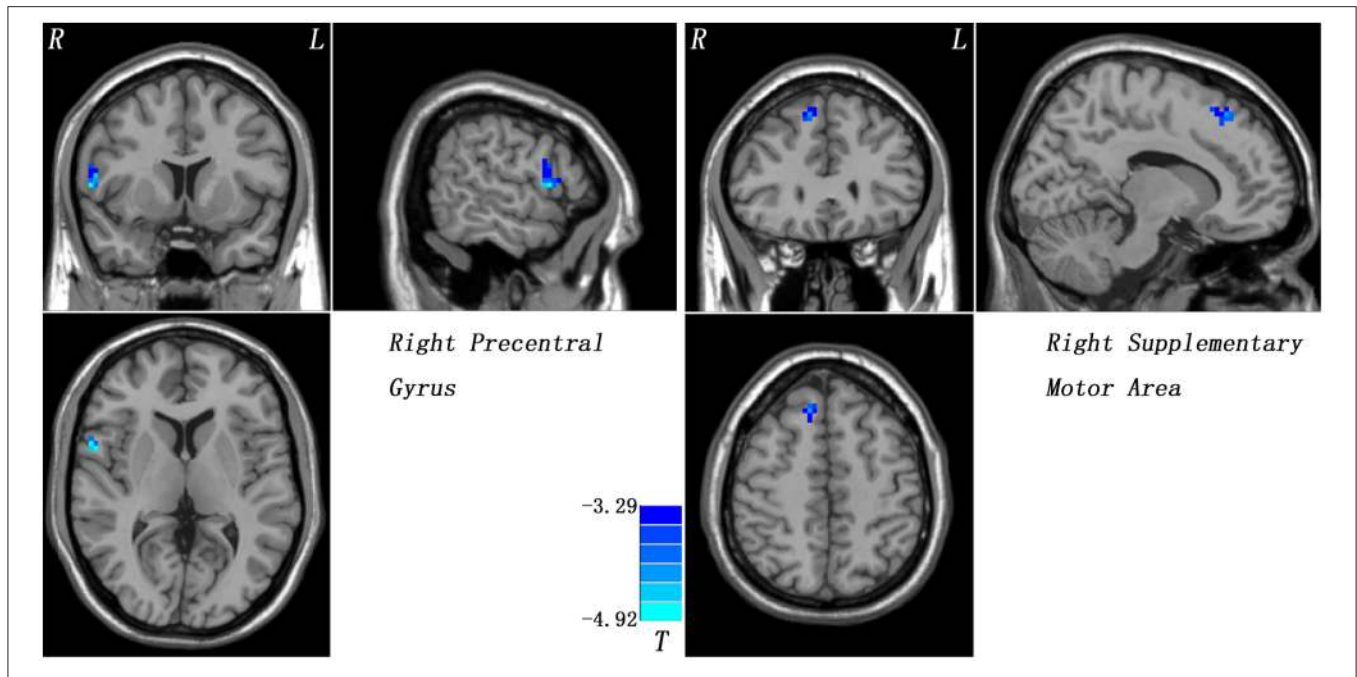 R L
R L
Right Precentral
Gyrus
Right Supplementary
Motor Area
-3.29
-4.92
T